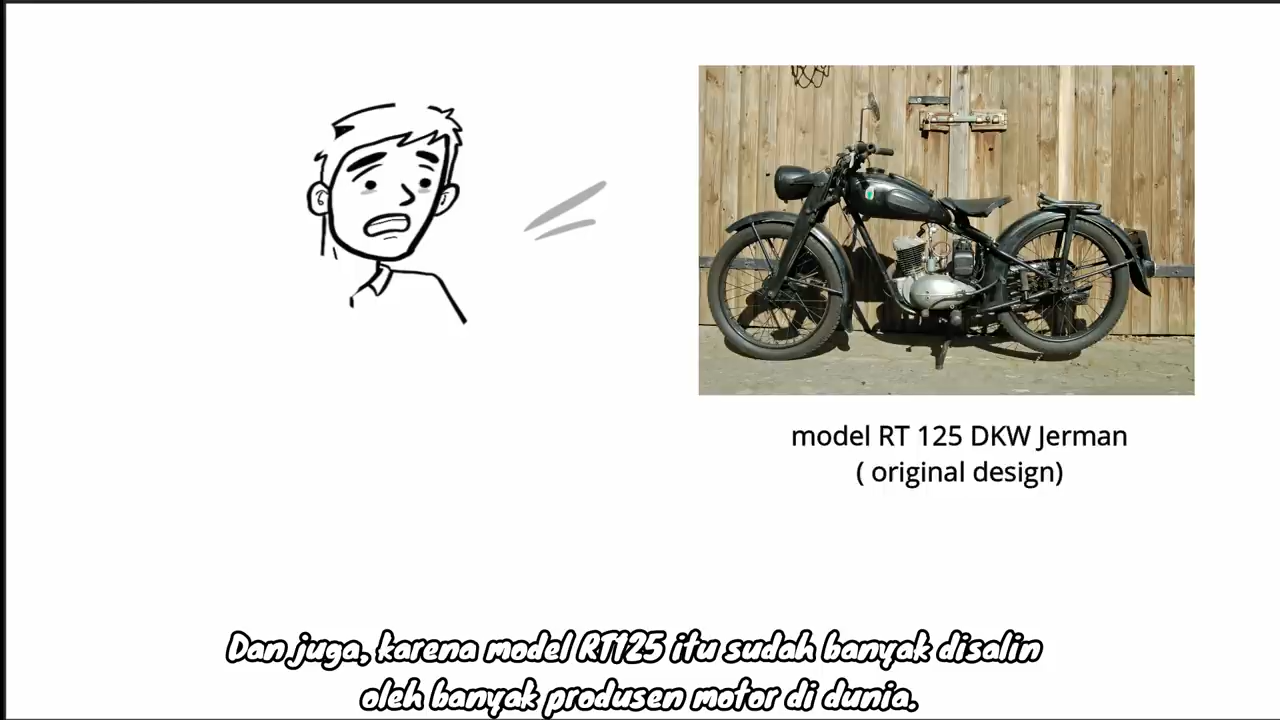 model RT 125 DKW Jerman
( original design)
Dan juga, karena model RT125 itu sudah banyak disalin
oleh banyak produsen motor di dunia.